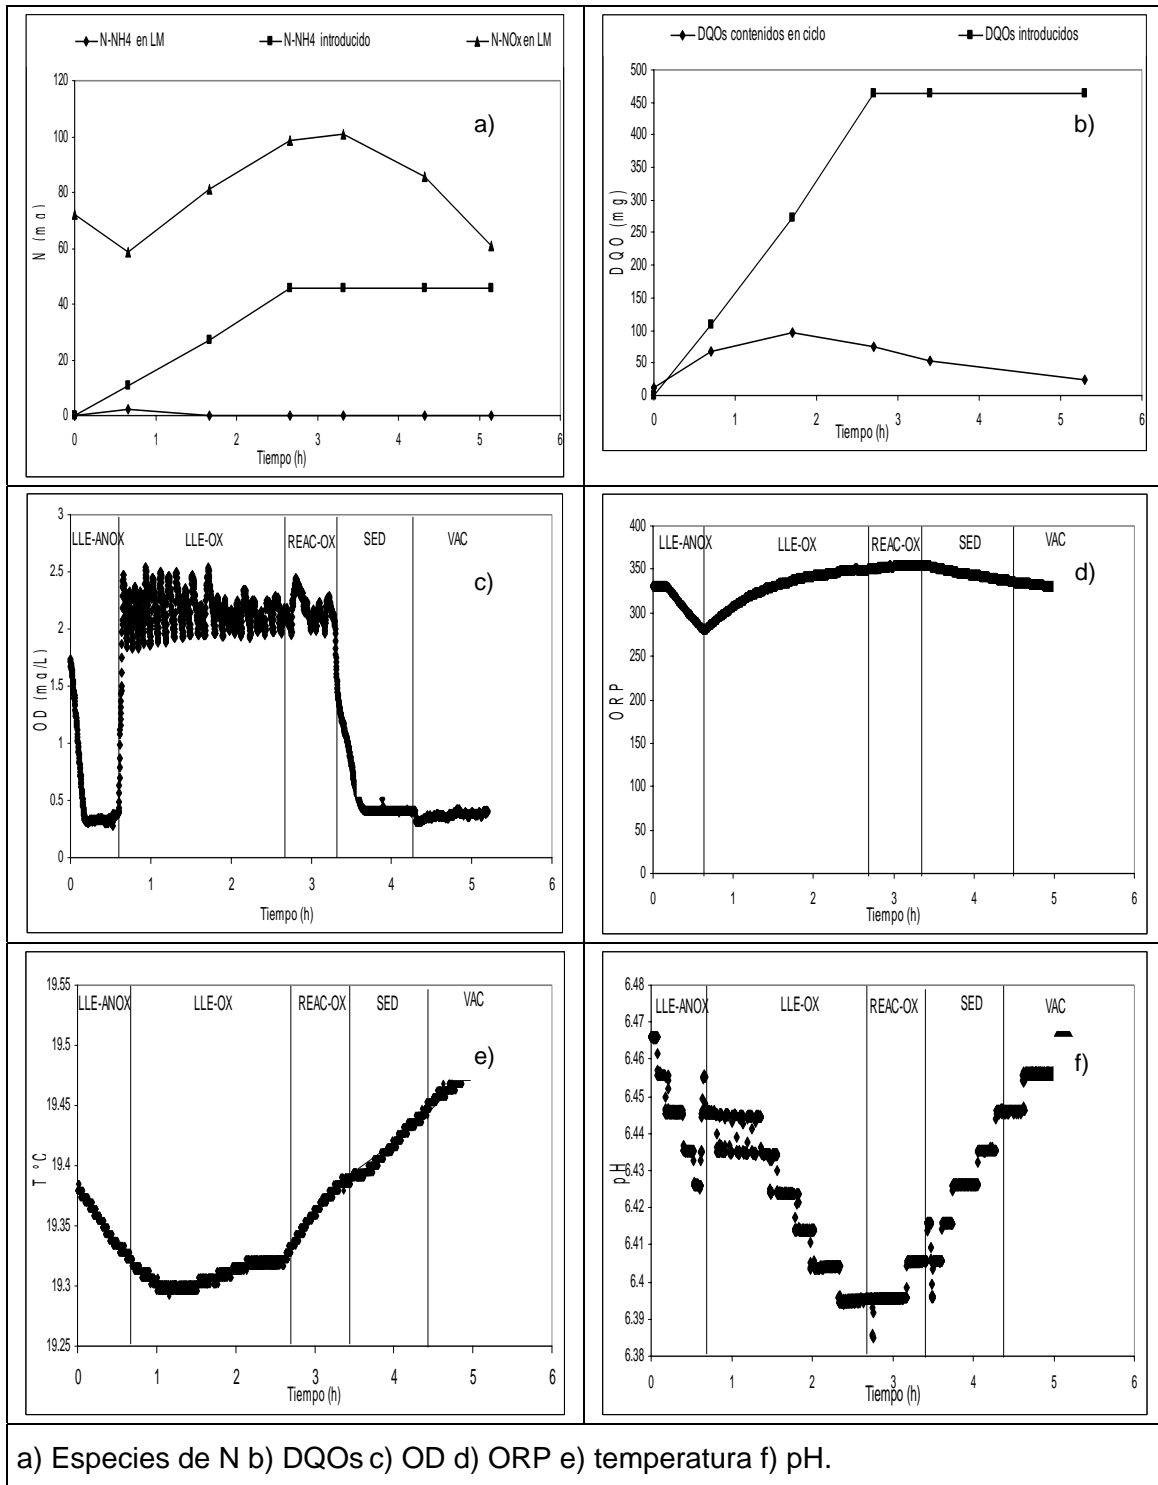 N-NH4 en LM
N-NH4 introducido
N-NOx en LM
a)
120
100
80
60
40
20
0
N (mg)
0 1 2 3 4 5 6
Tiempo (h)
DQOs contenidos en ciclo
DQOs introducidos
b)
500
450
400
350
300
250
200
150
100
50
0
DQO (mg)
0 1 2 3 4 5 6
Tiempo (h)
LLE-ANOX LLE-OX REAC-OX SED VAC
c)
3
2.5
2
1.5
1
0.5
0
OD (mg/L)
0 1 2 3 4 5 6
Tiempo (h)
LLE-ANOX LLE-OX REAC-OX SED VAC
d)
400
350
300
250
200
150
100
50
0
ORP
0 1 2 3 4 5 6
Tiempo (h)
LLE-ANOX LLE-OX REAC-OX SED VAC
e)
19.55
19.5
19.45
19.4
19.35
19.3
19.25
T °C
0 1 2 3 4 5 6
Tiempo (h)
LLE-ANOX LLE-OX REAC-OX SED VAC
f)
6.48
6.47
6.46
6.45
6.44
6.43
6.42
6.41
6.4
6.39
6.38
pH
0 1 2 3 4 5 6
Tiempo (h)
a) Especies de N b) DQOs c) OD d) ORP e) temperatura f) pH.